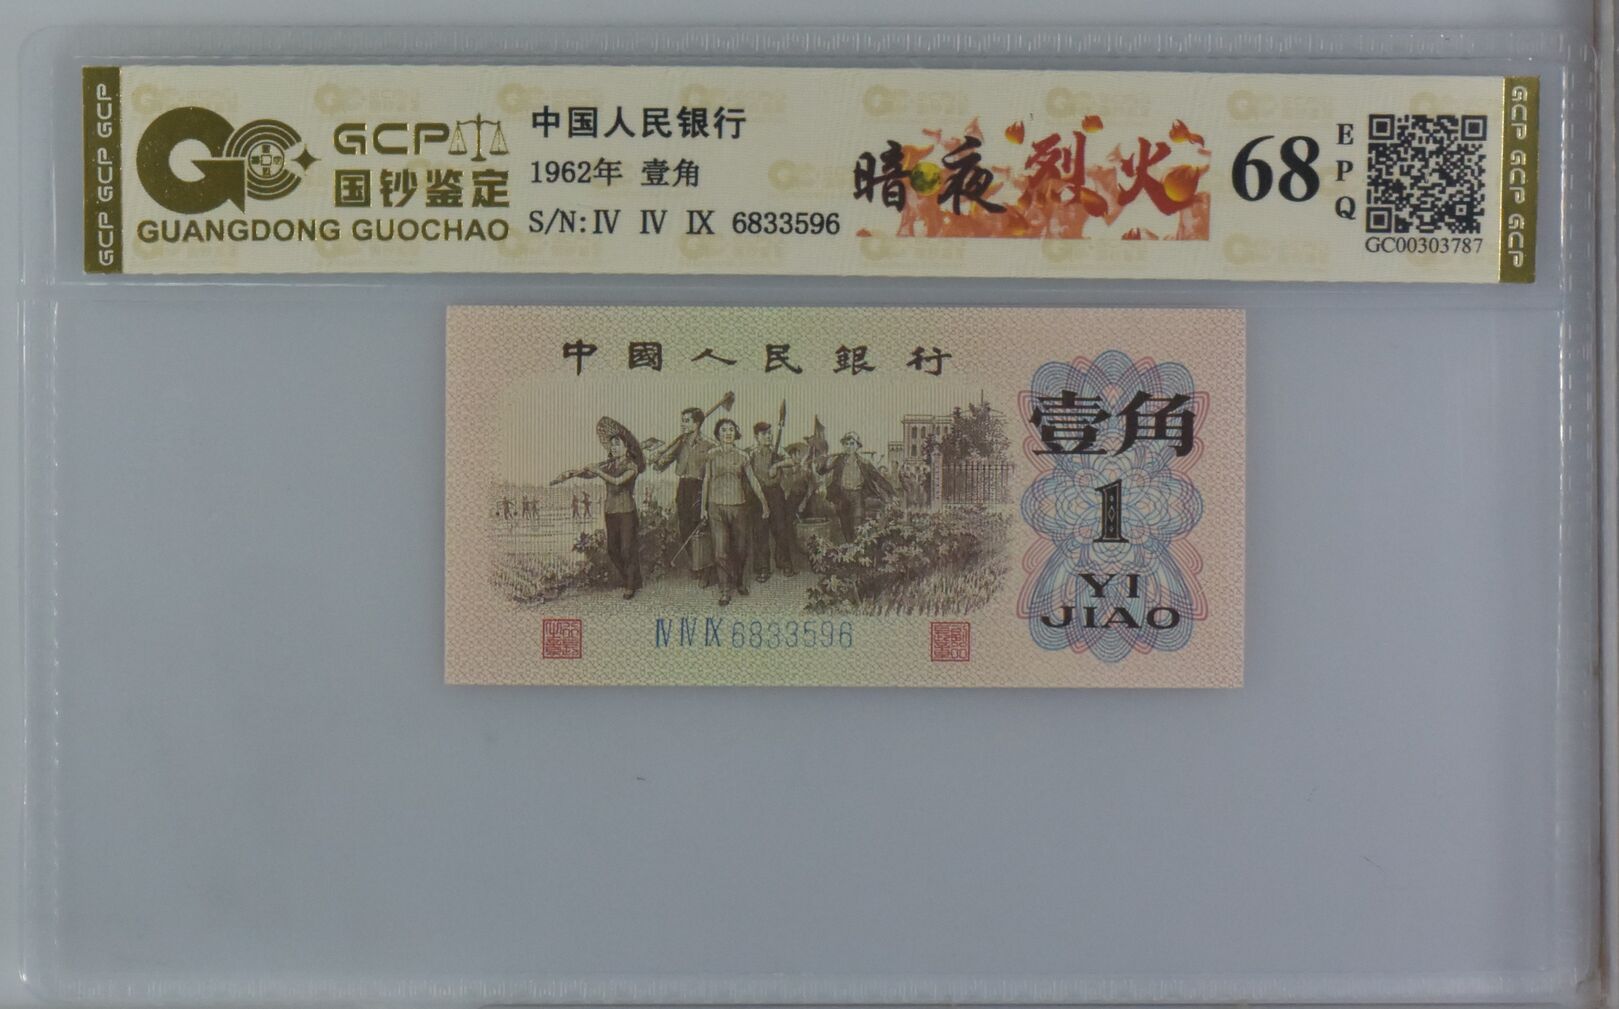 GCP GCP GCP
GCP
国钞鉴定
GUANGDONG GUOCHAO
中国人民银行
1962年 壹角
S/N: IV IV IX 6833596
暗夜烈火
68
EPQ
GC00303787
GCP GCP GCP
中國人民銀行
壹角
1
YI
JIAO
IV IV IX 6833596